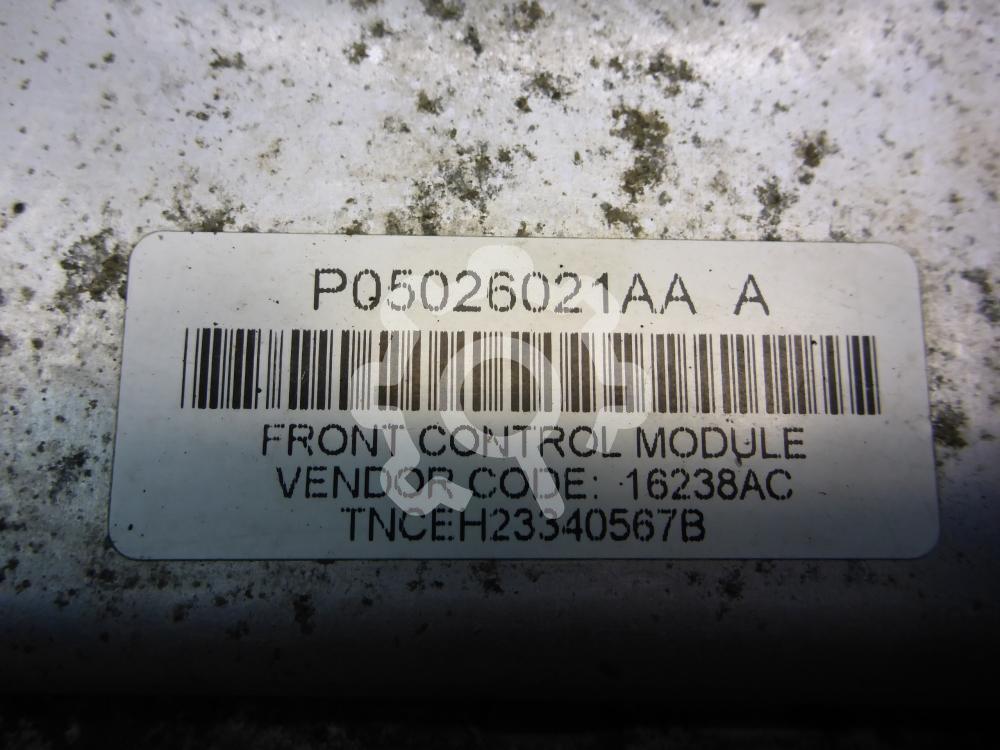 P05026021AA A
FRONT CONTROL MODULE
VENDOR CODE: 16238AC
TNCEH23340567B